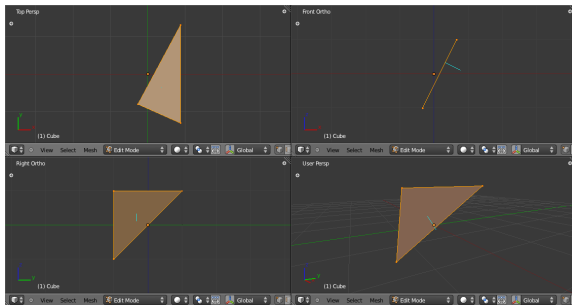 Top Persp
Front Ortho
(1) Cube
(1) Cube
View Select Mesh Edit Mode Global
View Select Mesh Edit Mode Global
Right Ortho
User Persp
(1) Cube
(1) Cube
View Select Mesh Edit Mode Global
View Select Mesh Edit Mode Global